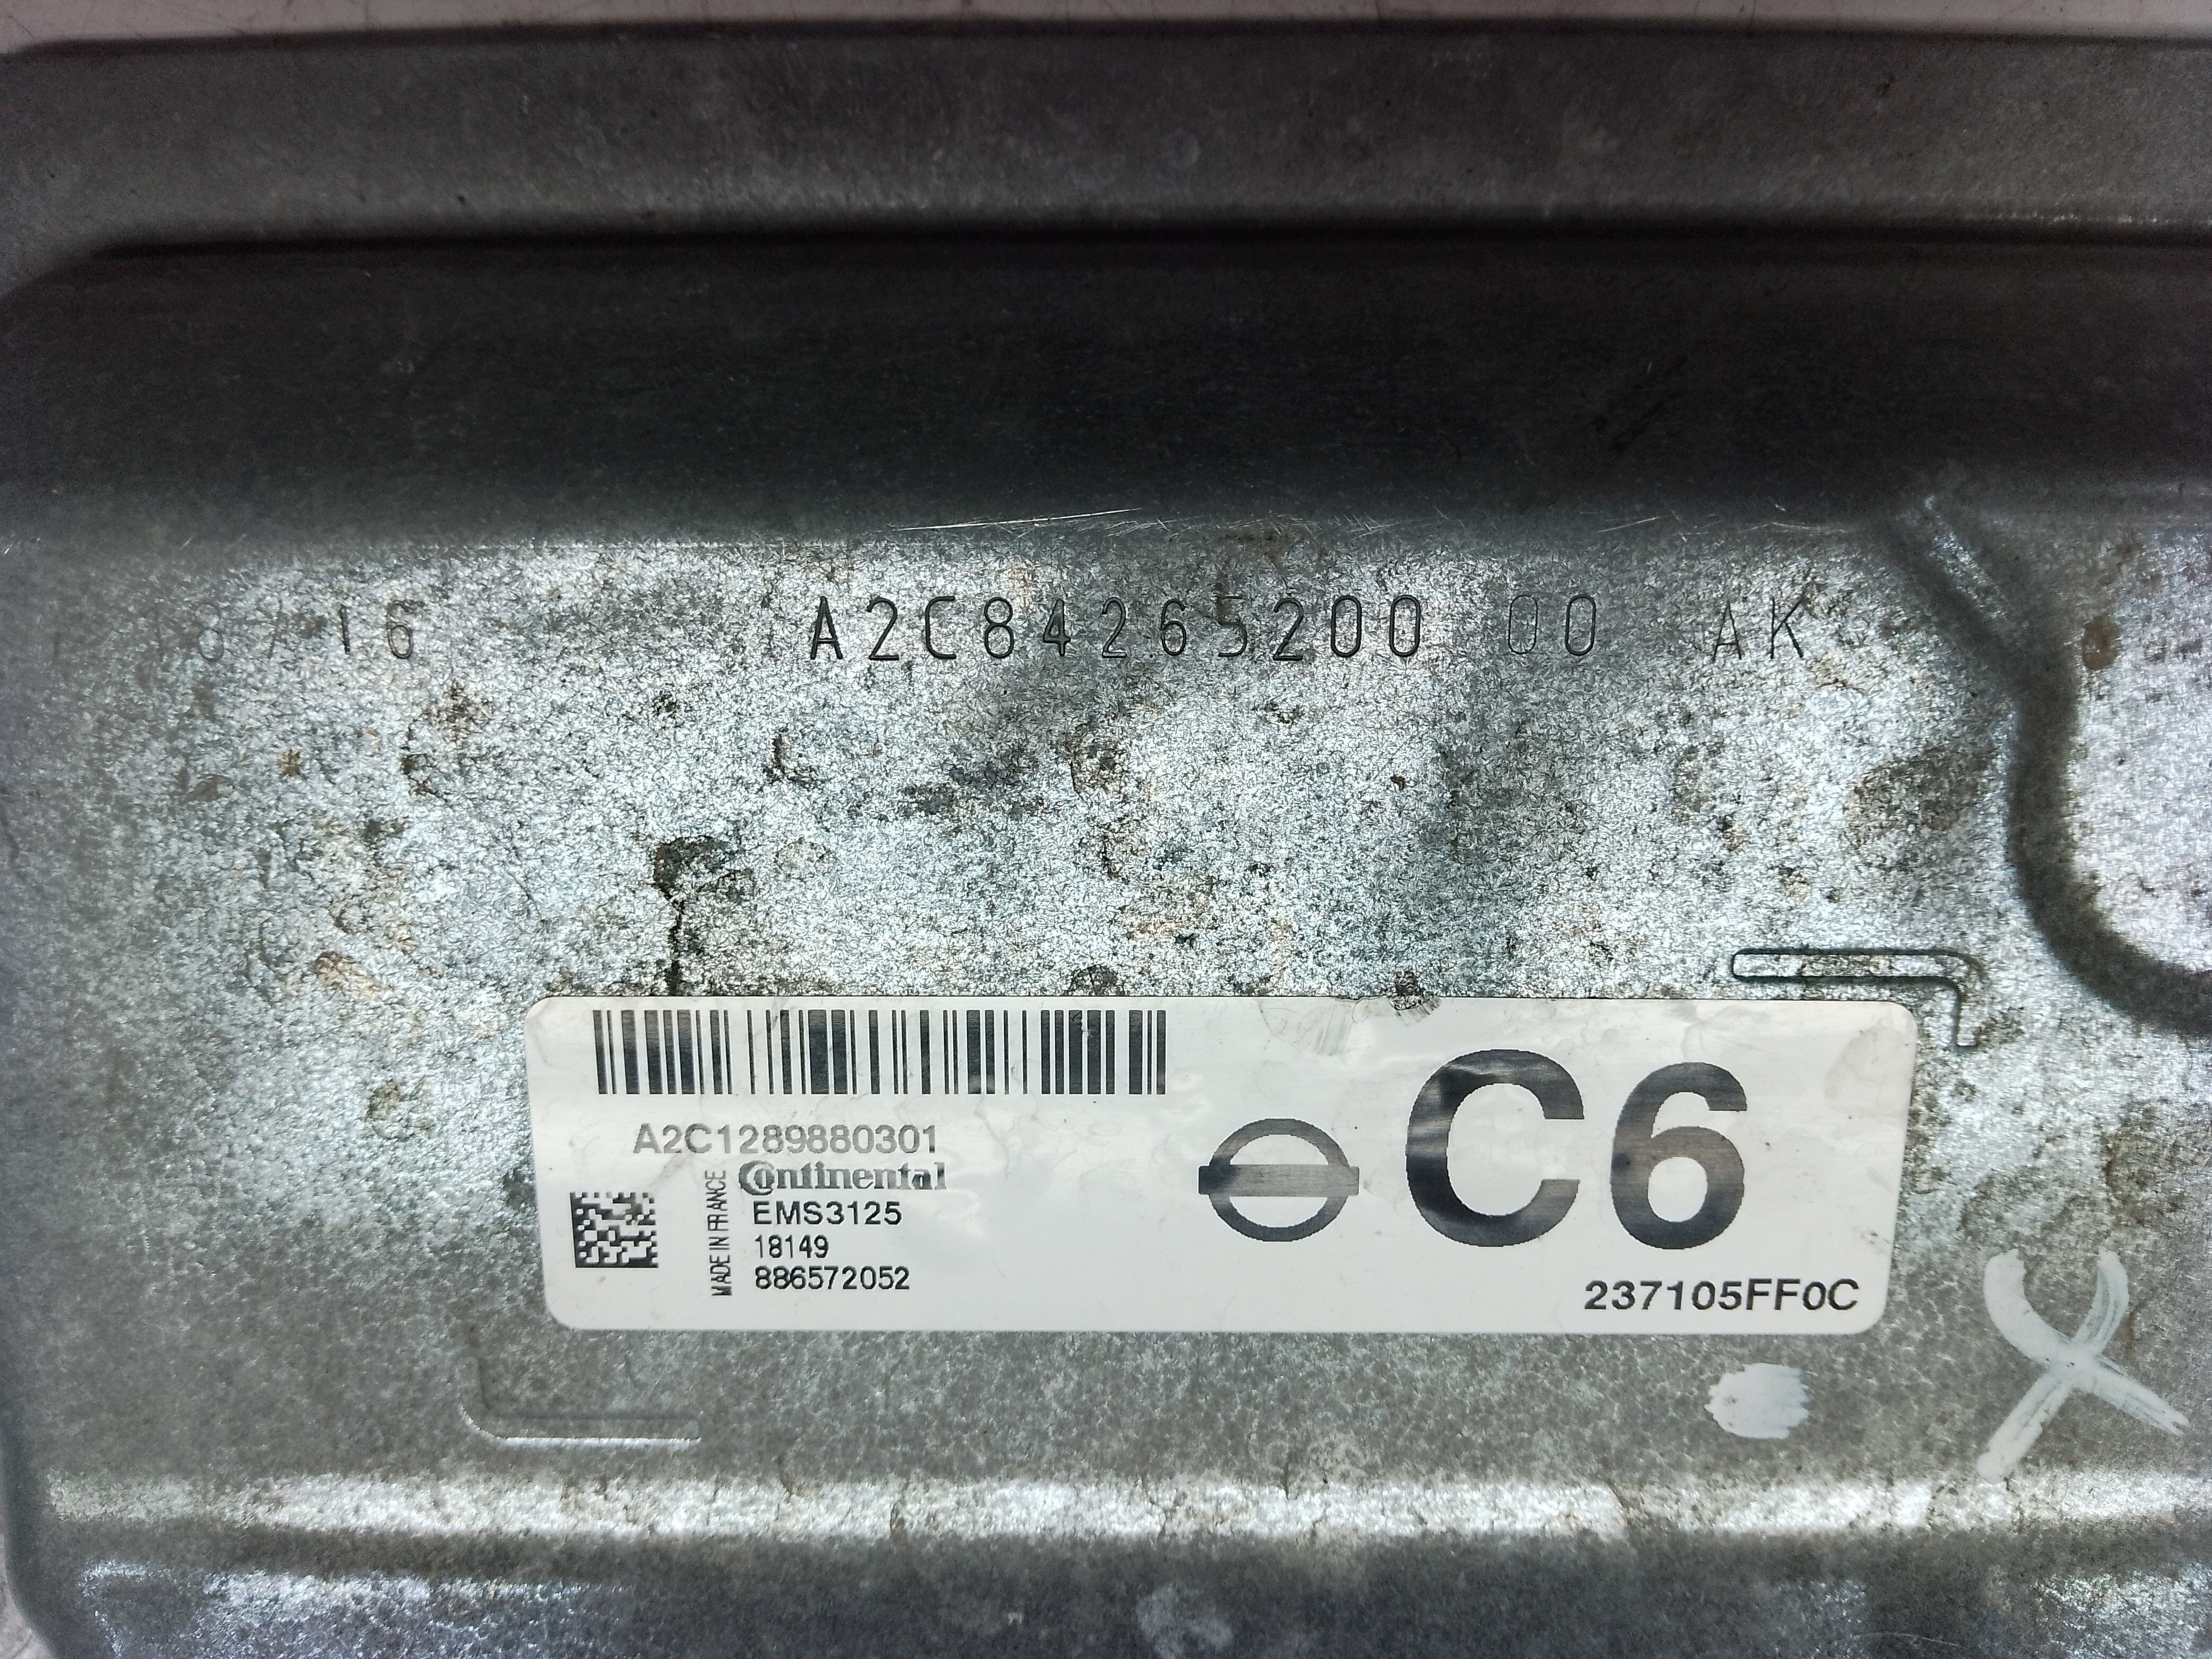 A2C84265200 00 AK
A2C1289880301
Continental
MADE IN FRANCE
EMS3125
18149
886572052
C6
237105FF0C